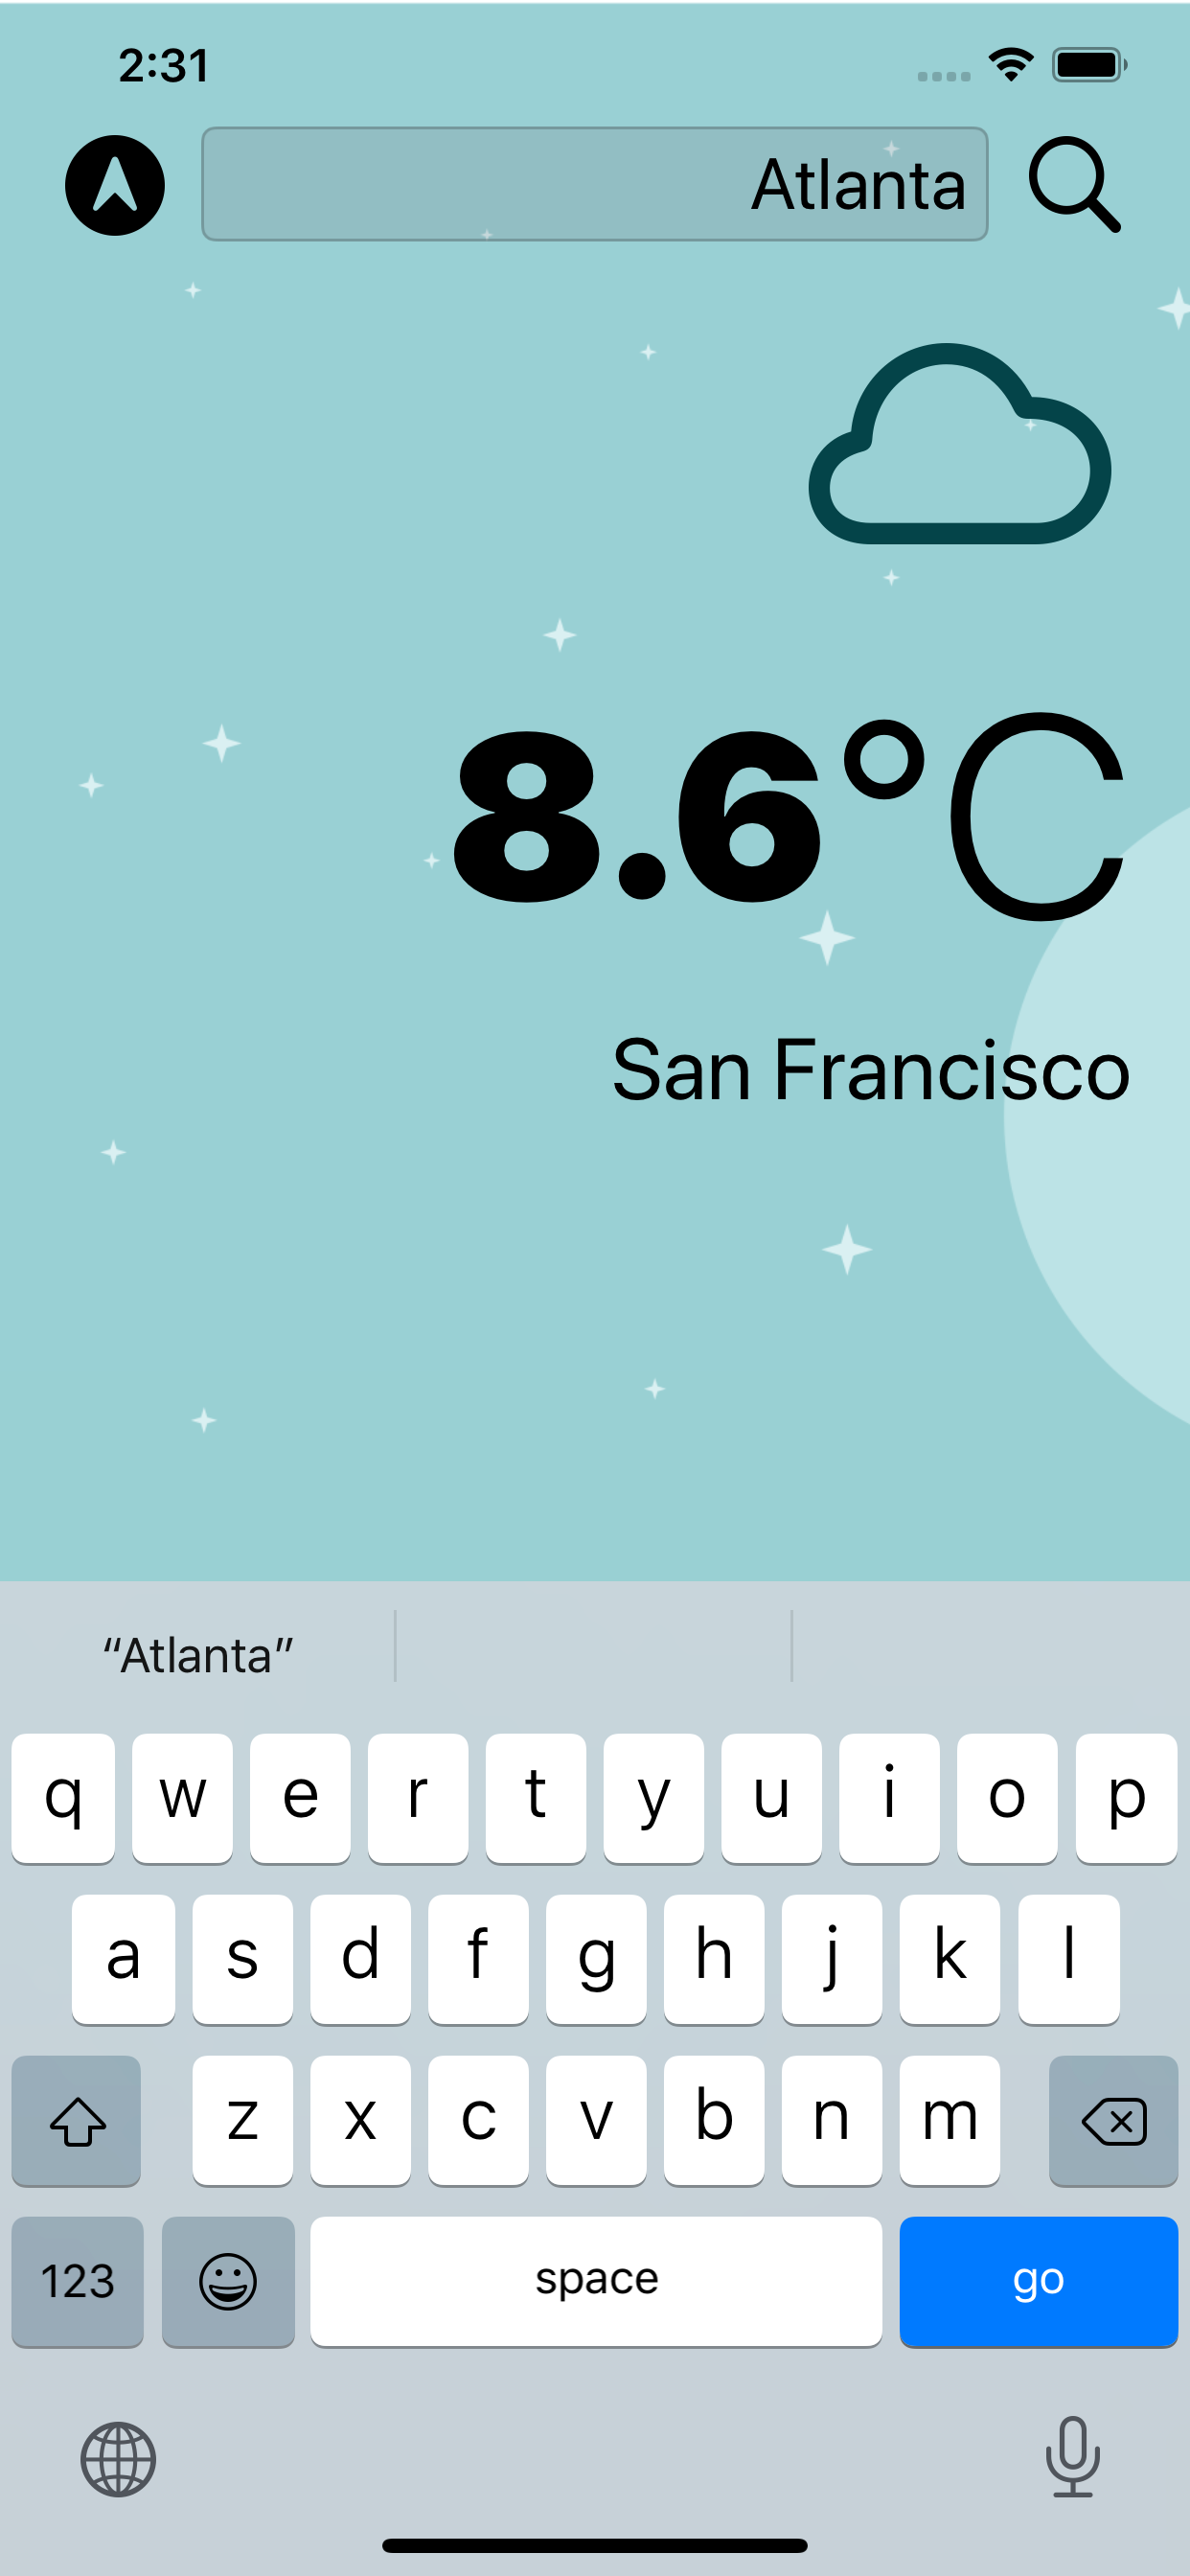 2:31
Atlanta
8.6°C
San Francisco
“Atlanta”
q w e r t y u i o p
a s d f g h j k l
z x c v b n m
123 space go